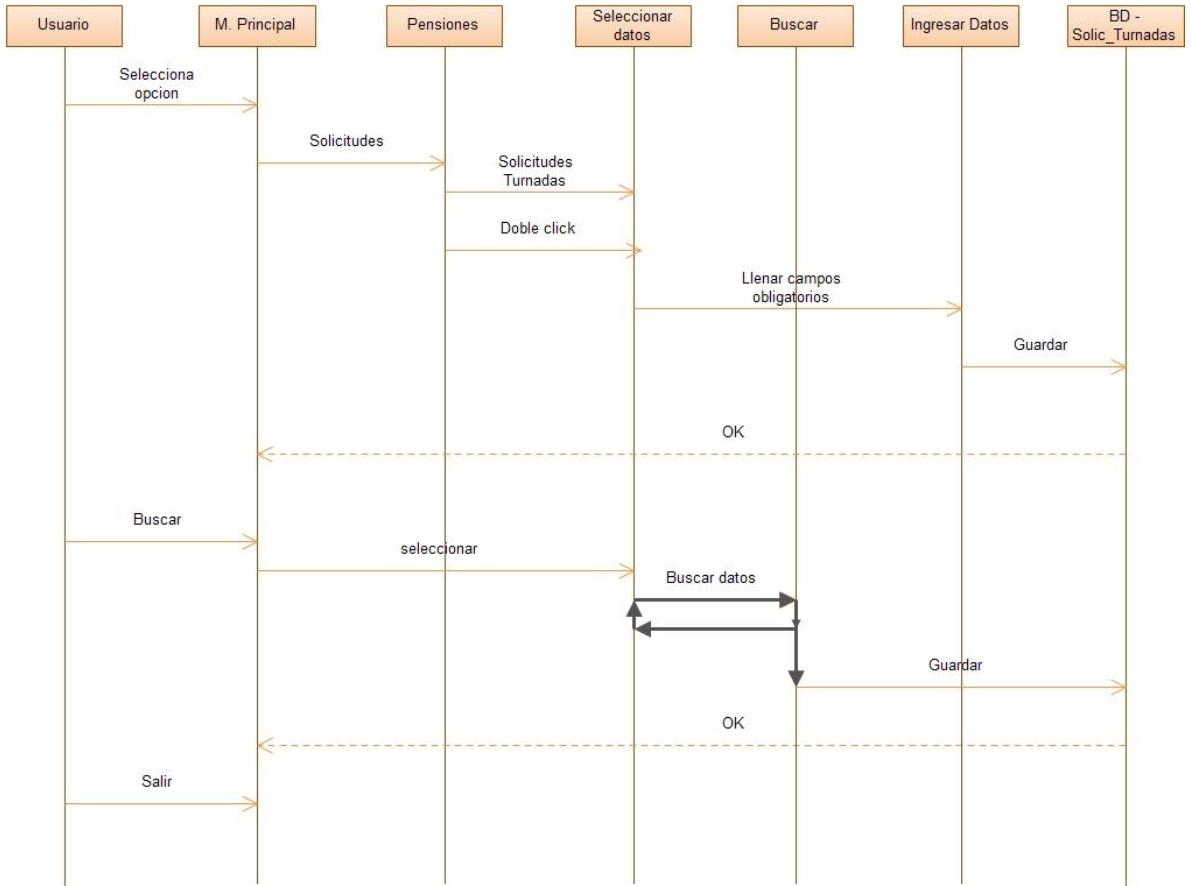 Usuario
M. Principal
Pensiones
Seleccionar
datos
Buscar
Ingresar Datos
BD -
Solic_Turnadas
Selecciona
opcion
Solicitudes
Solicitudes
Turnadas
Doble click
Llenar campos
obligatorios
Guardar
OK
Buscar
seleccionar
Buscar datos
Guardar
OK
Salir